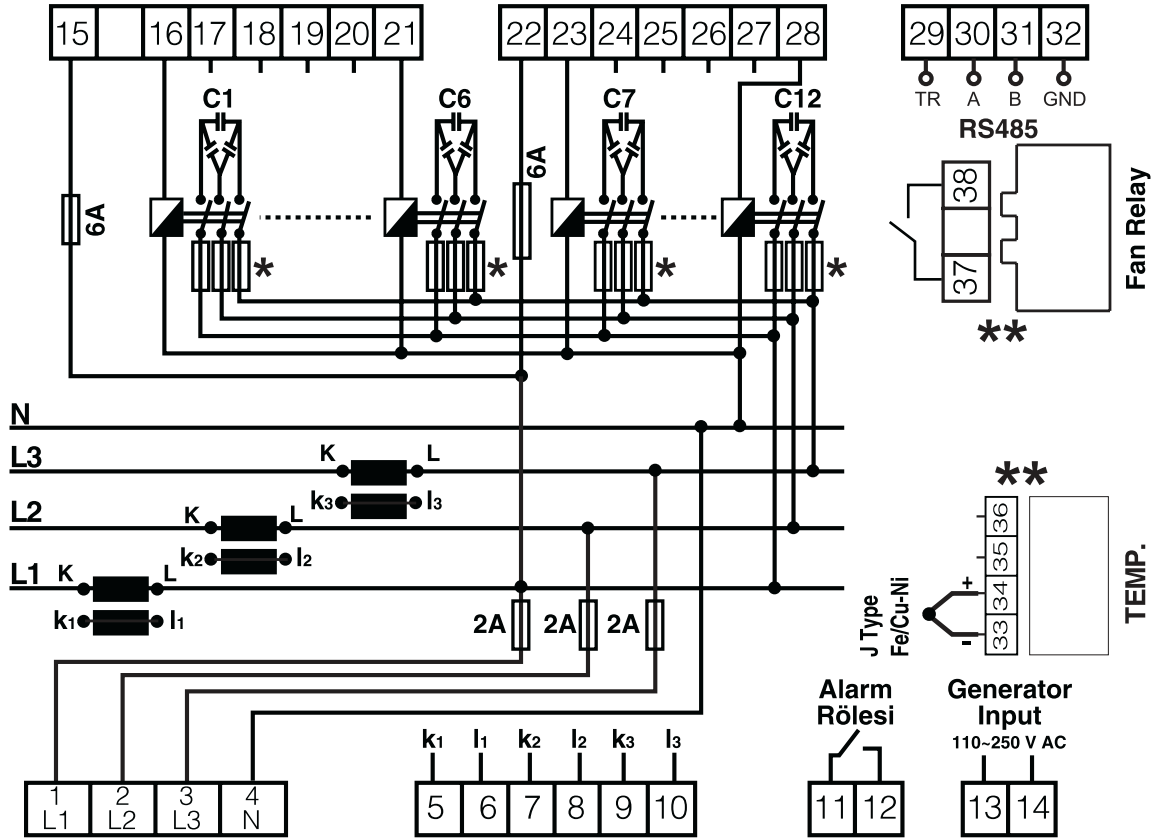 15 16 17 18 19 20 21 22 23 24 25 26 27 28 29 30 31 32
TR A B GND
RS485
C1 C6 C7 C12
6A
6A
* * * *
38
37
Fan Relay
**
N
L3 K L
k3 l3
L2 K L
k2 l2
L1 K L
k1 l1
2A 2A 2A
**
36
35
34 +
33 -
J Type
Fe/Cu-Ni
TEMP.
Alarm
Rölesi
Generator
Input
110~250 V AC
k1 l1 k2 l2 k3 l3
1 2 3 4
L1 L2 L3 N
5 6 7 8 9 10 11 12 13 14